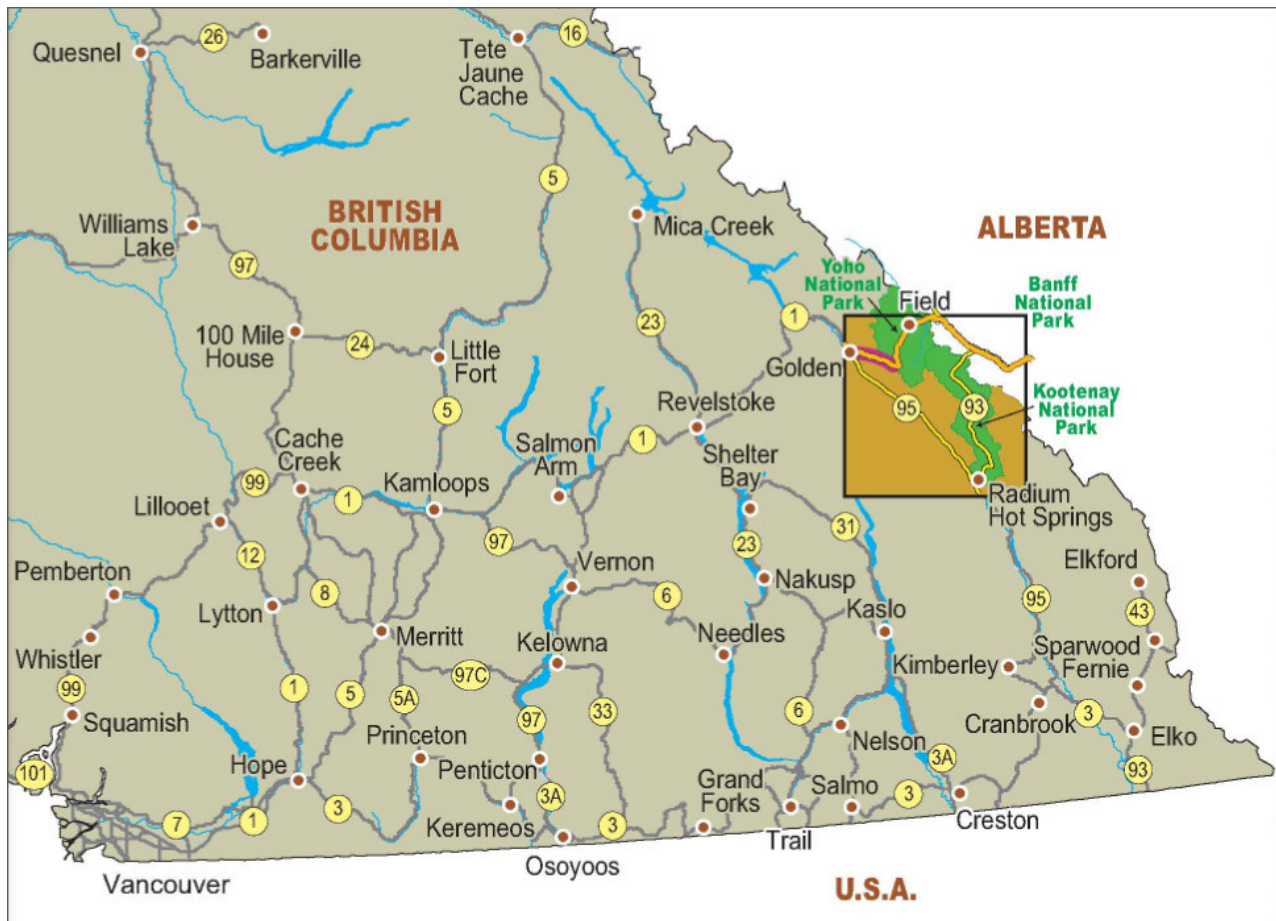 26
16
Quesnel
Barkerville
Tete
Jaune
Cache
5
BRITISH
COLUMBIA
Williams
Lake
97
Mica Creek
ALBERTA
Yoho
National
Park
Field
Banff
National
Park
1
23
100 Mile
House
24
Little
Fort
Golden
95
93
Kootenay
National
Park
5
Revelstoke
1
Cache
Creek
Salmon
Arm
Shelter
Bay
99
1
Kamloops
Radium
Hot Springs
Lillooet
97
31
23
12
Pemberton
8
Vernon
6
Nakusp
Elkford
95
43
Lytton
Merritt
Kelowna
Needles
Kaslo
Whistler
Kimberley
Sparwood
Fernie
99
1
5
5A
97C
33
6
Squamish
97
Nelson
Cranbrook
3
Elko
Princeton
101
Hope
Penticton
3A
Grand
Forks
Salmo
3A
93
7
1
3
Keremeos
3
3
Trail
Creston
Osoyoos
Vancouver
U.S.A.